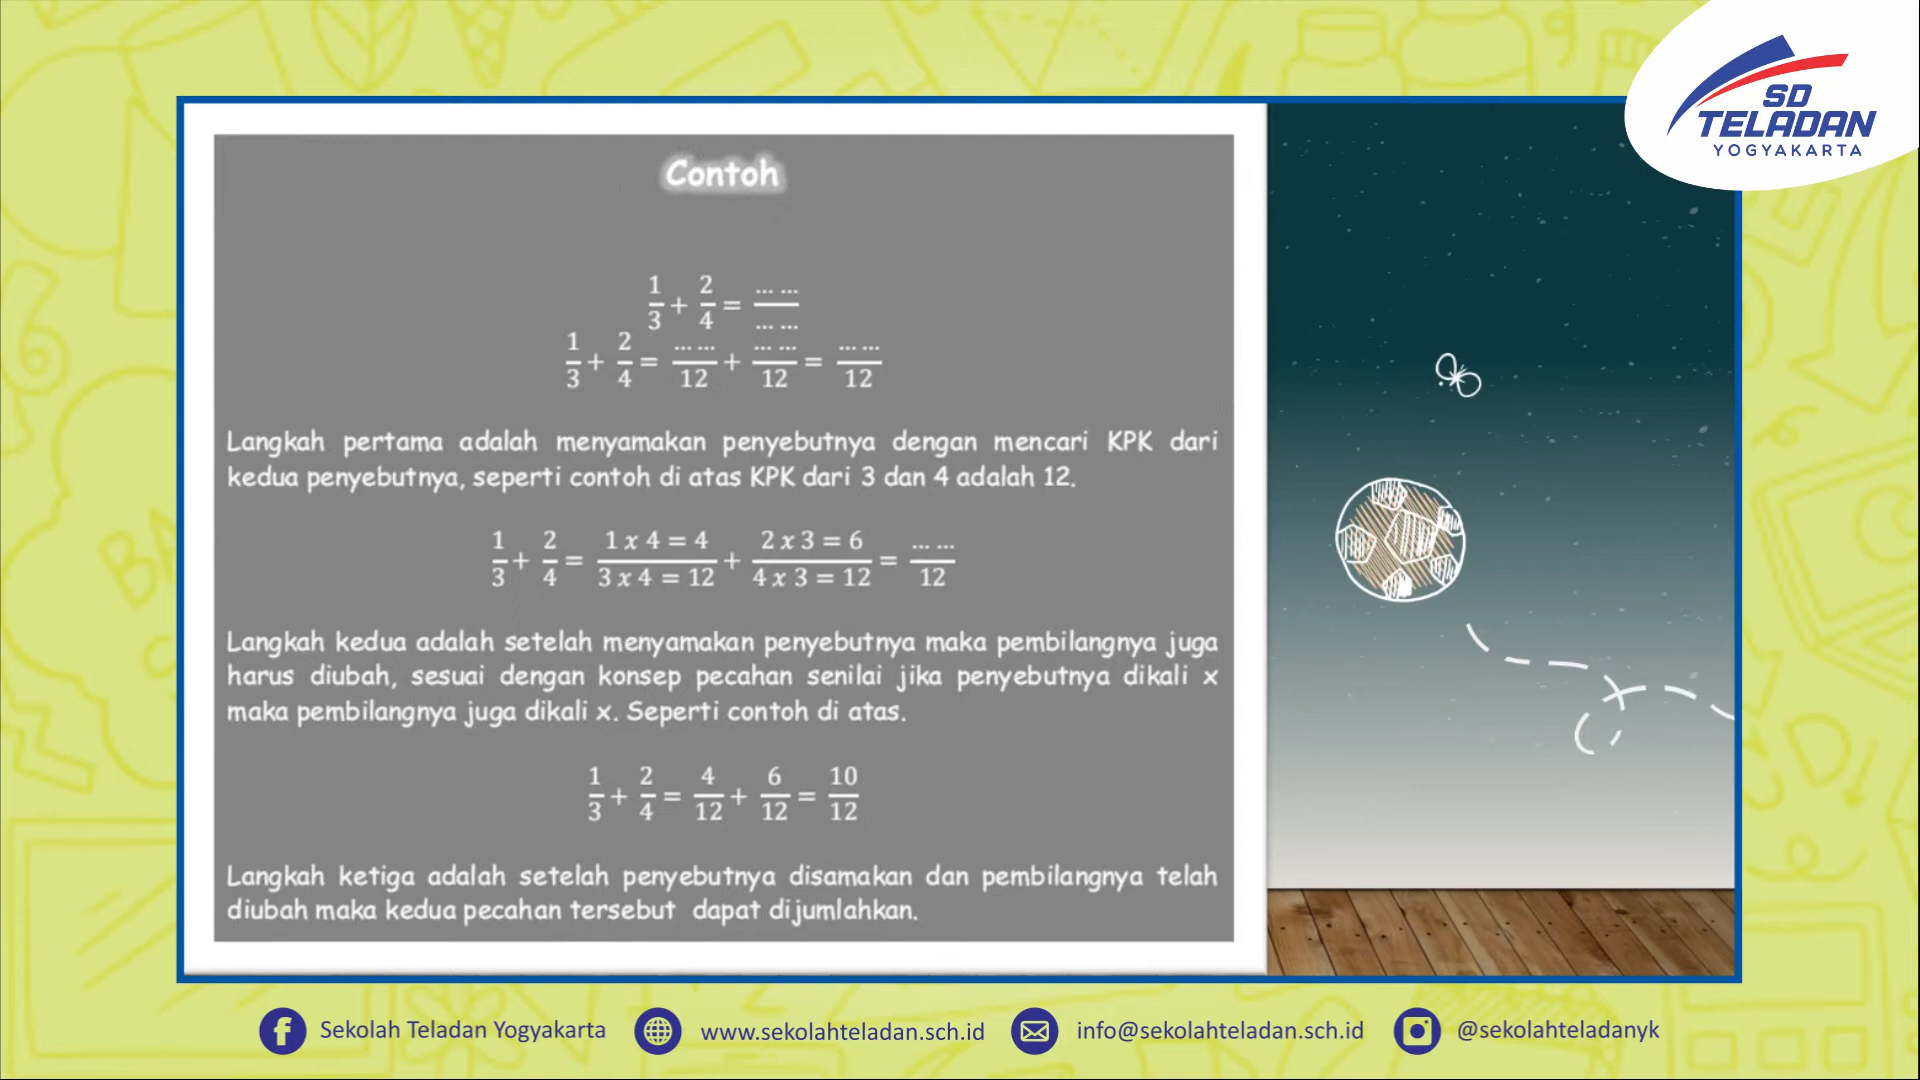 SD
TELADAN
YOGYAKARTA
Contoh
1/3 + 2/4 = ... .../... ...
1/3 + 2/4 = ... .../12 + ... .../12 = ... .../12
Langkah pertama adalah menyamakan penyebutnya dengan mencari KPK dari
kedua penyebutnya, seperti contoh di atas KPK dari 3 dan 4 adalah 12.
1/3 + 2/4 = 1 x 4 = 4/3 x 4 = 12 + 2 x 3 = 6/4 x 3 = 12 = ... .../12
Langkah kedua adalah setelah menyamakan penyebutnya maka pembilangnya juga
harus diubah, sesuai dengan konsep pecahan senilai jika penyebutnya dikali x
maka pembilangnya juga dikali x. Seperti contoh di atas.
1/3 + 2/4 = 4/12 + 6/12 = 10/12
Langkah ketiga adalah setelah penyebutnya disamakan dan pembilangnya telah
diubah maka kedua pecahan tersebut dapat dijumlahkan.
Sekolah Teladan Yogyakarta www.sekolahteladan.sch.id info@sekolahteladan.sch.id @sekolahteladanyk